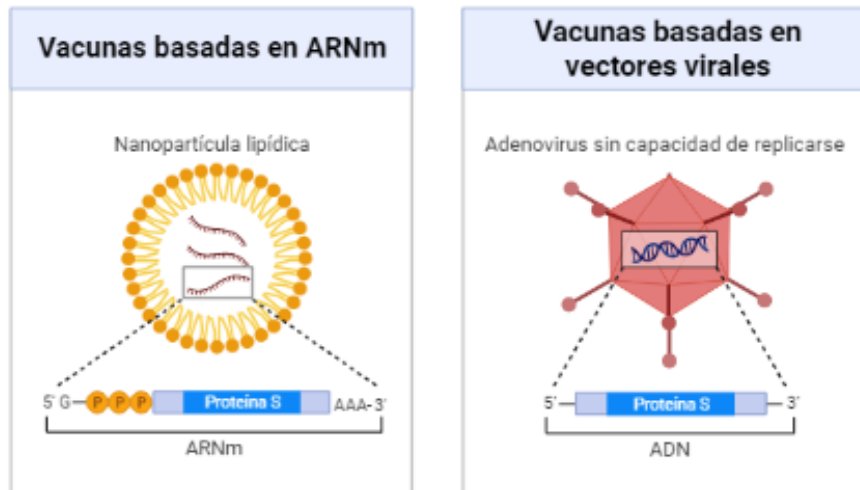 Vacunas basadas en ARNm
Nanopartícula lipídica
5' G
P P P
Proteína S
AAA-3'
ARNm
Vacunas basadas en
vectores virales
Adenovirus sin capacidad de replicarse
5'
Proteína S
3'
ADN